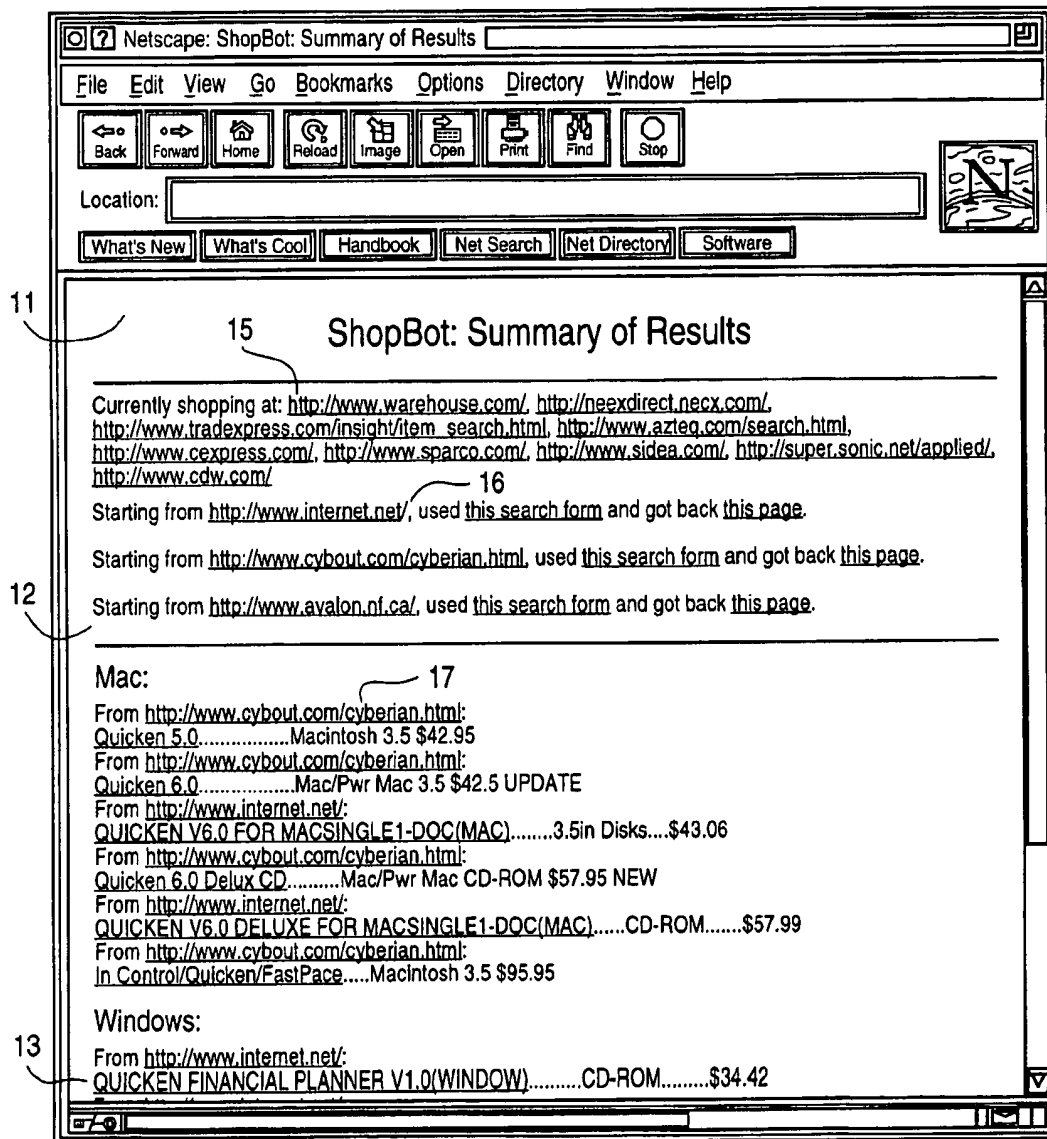 Netscape: ShopBot: Summary of Results
File Edit View Go Bookmarks Options Directory Window Help
Back Forward Home Reload Image Open Print Find Stop
N
Location:
What's New What's Cool Handbook Net Search Net Directory Software
11
15
ShopBot: Summary of Results
Currently shopping at: http://www.warehouse.com/, http://neexdirect.necx.com/,
http://www.tradexpress.com/insight/item_search.html, http://www.azteq.com/search.html,
http://www.cexpress.com/, http://www.sparco.com/, http://www.sidea.com/, http://super.sonic.net/applied/,
http://www.cdw.com/
16
Starting from http://www.internet.net/, used this search form and got back this page.
Starting from http://www.cybout.com/cyberian.html, used this search form and got back this page.
12
Starting from http://www.avalon.nf.ca/, used this search form and got back this page.
Mac:
17
From http://www.cybout.com/cyberian.html:
Quicken 5.0.................Macintosh 3.5 $42.95
From http://www.cybout.com/cyberian.html:
Quicken 6.0.................Mac/Pwr Mac 3.5 $42.5 UPDATE
From http://www.internet.net/:
QUICKEN V6.0 FOR MACSINGLE1-DOC(MAC)........3.5in Disks....$43.06
From http://www.cybout.com/cyberian.html:
Quicken 6.0 Delux CD..........Mac/Pwr Mac CD-ROM $57.95 NEW
From http://www.internet.net/:
QUICKEN V6.0 DELUXE FOR MACSINGLE1-DOC(MAC)......CD-ROM.......$57.99
From http://www.cybout.com/cyberian.html:
In Control/Quicken/FastPace.....Macintosh 3.5 $95.95
Windows:
13
From http://www.internet.net/:
QUICKEN FINANCIAL PLANNER V1.0(WINDOW).........CD-ROM........$34.42